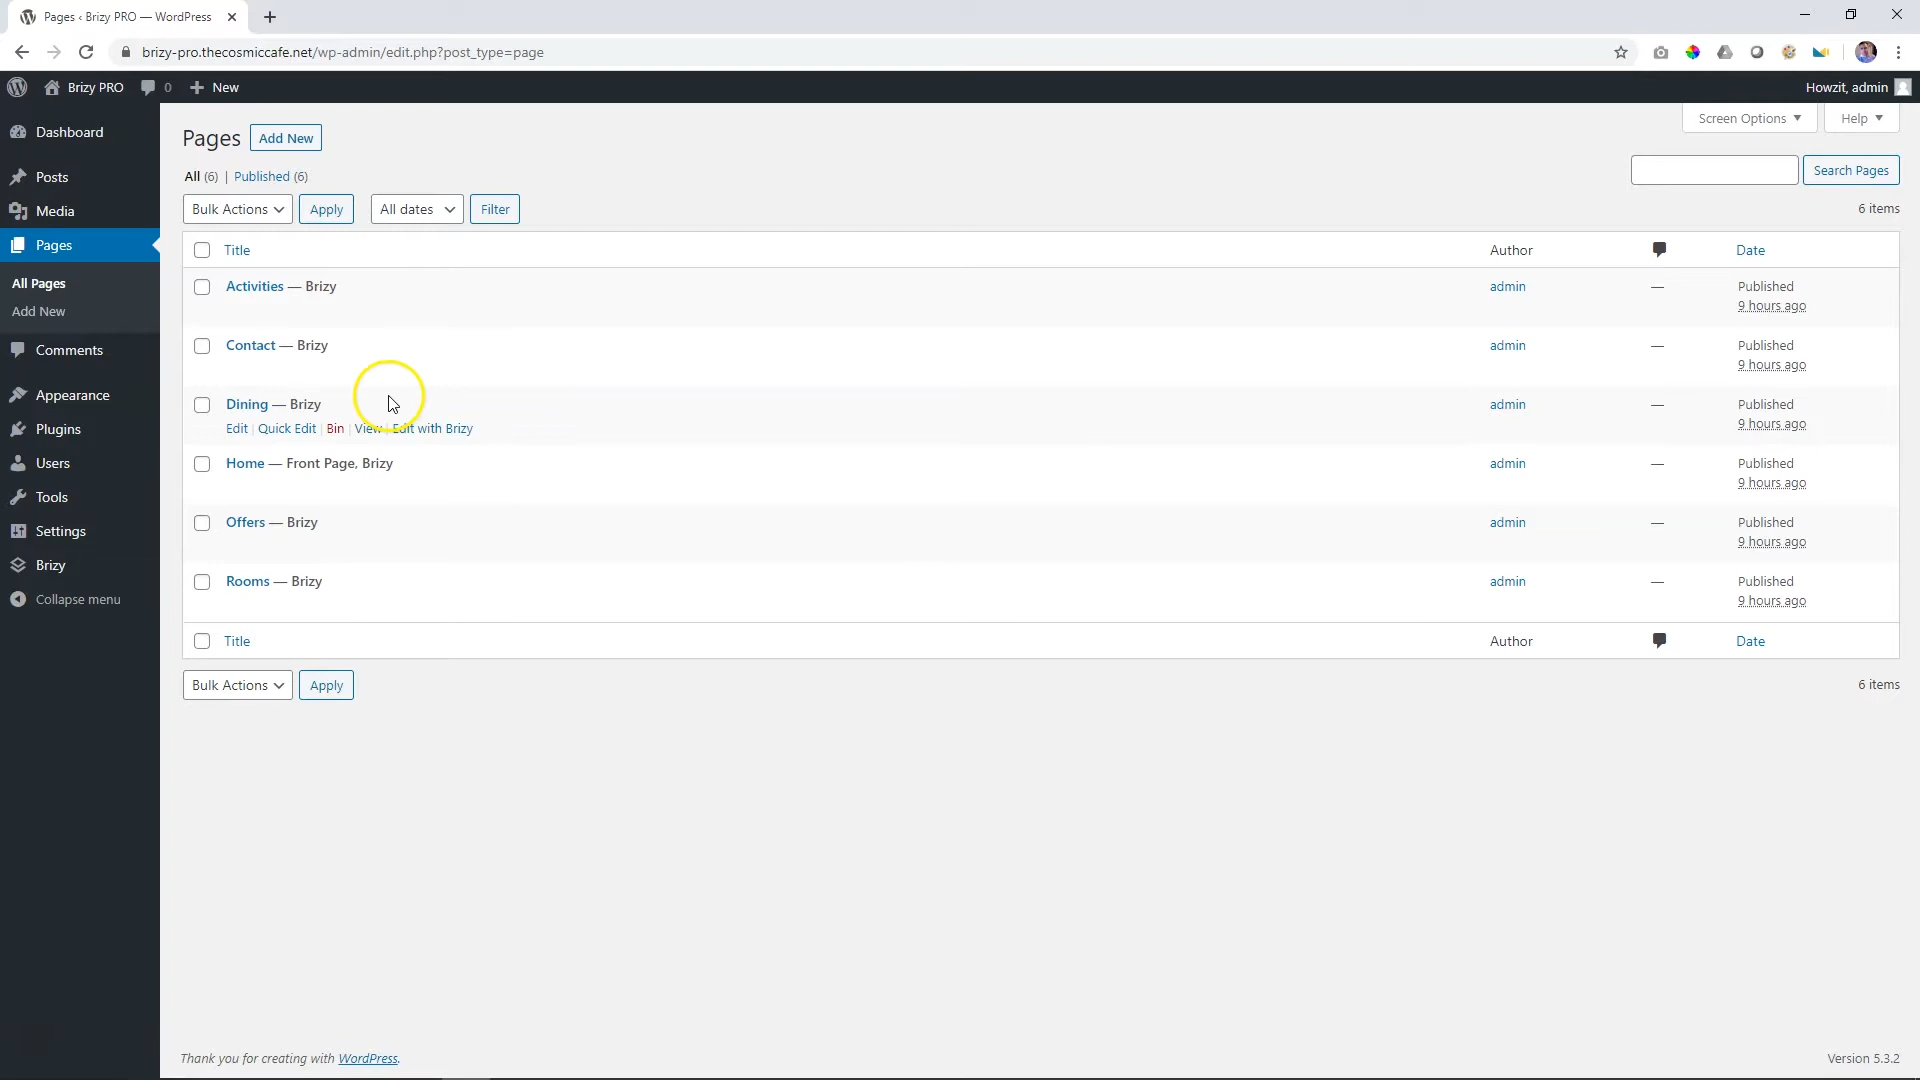 Pages ‹ Brizy PRO — WordPress
brizy-pro.thecosmiccafe.net/wp-admin/edit.php?post_type=page
Brizy PRO 0 New Howzit, admin
Dashboard
Posts
Media
Pages
All Pages
Add New
Comments
Appearance
Plugins
Users
Tools
Settings
Brizy
Collapse menu
Screen Options Help
Pages Add New
All (6) | Published (6)
Search Pages
Bulk Actions Apply All dates Filter 6 items
Title Author Date
Activities — Brizy admin — Published
9 hours ago
Contact — Brizy admin — Published
9 hours ago
Dining — Brizy admin — Published
Edit | Quick Edit | Bin | View | Edit with Brizy 9 hours ago
Home — Front Page, Brizy admin — Published
9 hours ago
Offers — Brizy admin — Published
9 hours ago
Rooms — Brizy admin — Published
9 hours ago
Title Author Date
Bulk Actions Apply 6 items
Thank you for creating with WordPress. Version 5.3.2